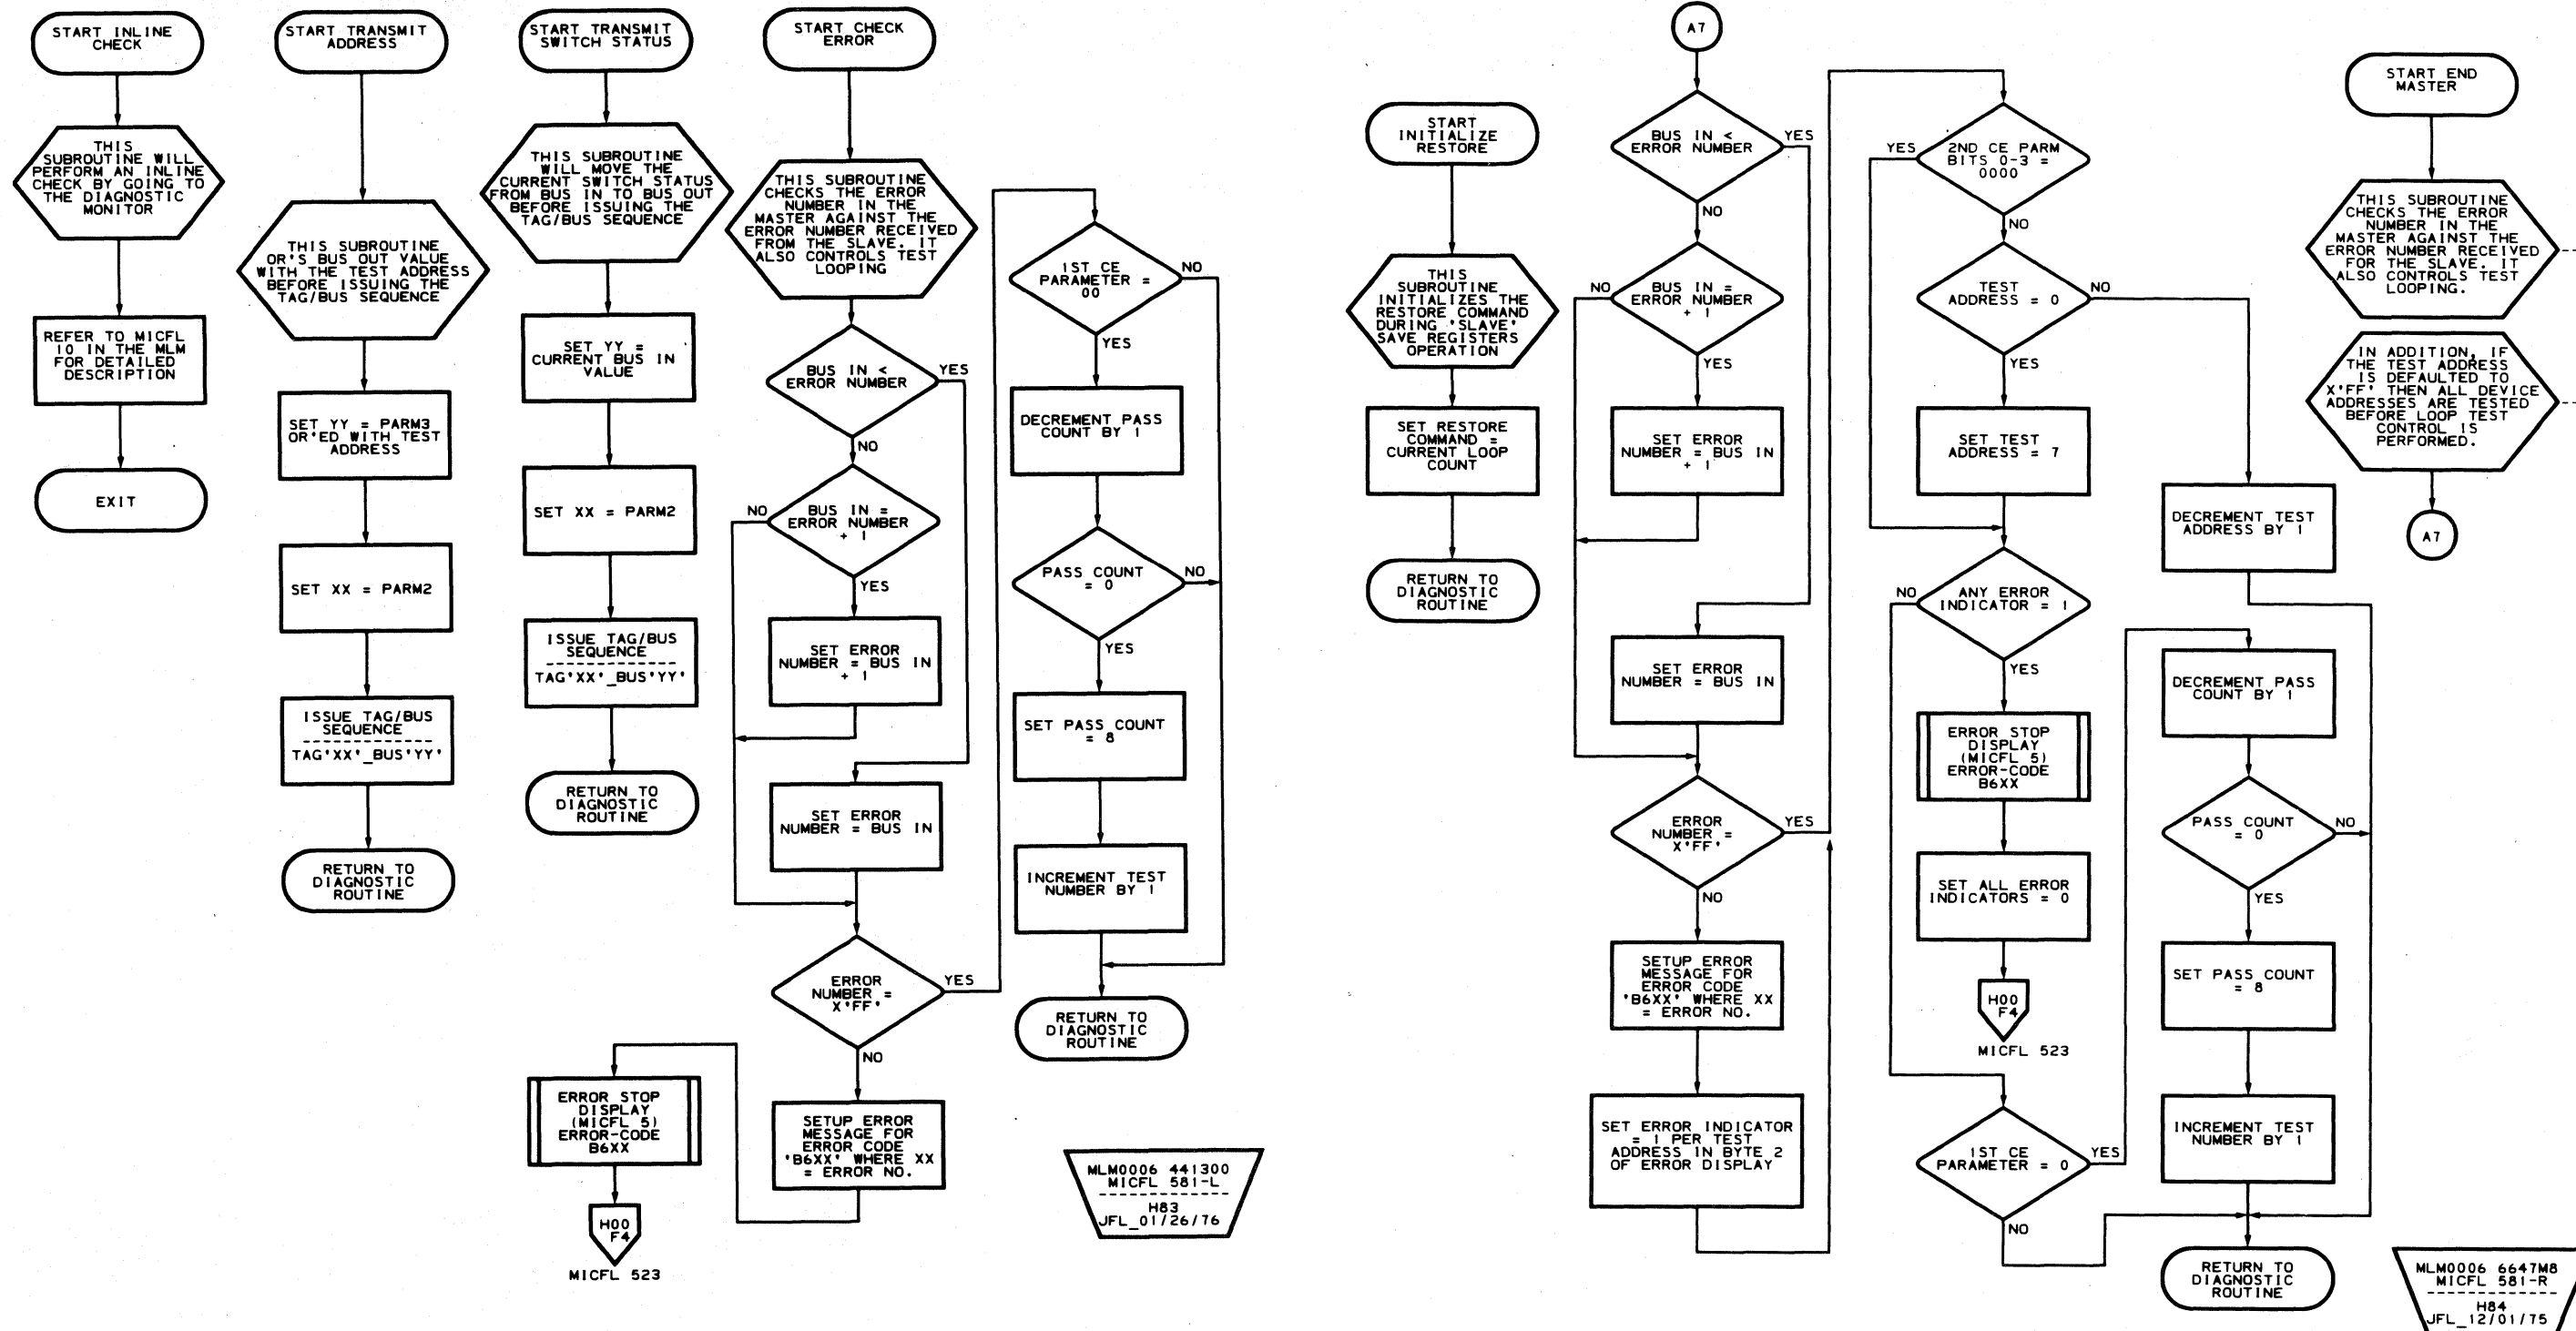 START INLINE
CHECK
THIS
SUBROUTINE WILL
PERFORM AN INLINE
CHECK BY GOING TO
THE DIAGNOSTIC
MONITOR
REFER TO MICFL
10 IN THE MLM
FOR DETAILED
DESCRIPTION
EXIT
START TRANSMIT
ADDRESS
THIS SUBROUTINE
OR'S BUS OUT VALUE
WITH THE TEST ADDRESS
BEFORE ISSUING THE
TAG/BUS SEQUENCE
SET YY = PARM3
OR'ED WITH TEST
ADDRESS
SET XX = PARM2
ISSUE TAG/BUS
SEQUENCE
-------------
TAG'XX'_BUS'YY'
RETURN TO
DIAGNOSTIC
ROUTINE
START TRANSMIT
SWITCH STATUS
THIS SUBROUTINE
WILL MOVE THE
CURRENT SWITCH STATUS
FROM BUS IN TO BUS OUT
BEFORE ISSUING THE
TAG/BUS SEQUENCE
SET YY =
CURRENT BUS IN
VALUE
SET XX = PARM2
ISSUE TAG/BUS
SEQUENCE
-------------
TAG'XX'_BUS'YY'
RETURN TO
DIAGNOSTIC
ROUTINE
START CHECK
ERROR
THIS SUBROUTINE
CHECKS THE ERROR
NUMBER IN THE
MASTER AGAINST THE
ERROR NUMBER RECEIVED
FROM THE SLAVE. IT
ALSO CONTROLS TEST
LOOPING
BUS IN <
ERROR NUMBER
YES
NO
BUS IN =
ERROR NUMBER
+ 1
NO
YES
SET ERROR
NUMBER = BUS IN
+ 1
SET ERROR
NUMBER = BUS IN
ERROR
NUMBER =
X'FF'
YES
NO
SETUP ERROR
MESSAGE FOR
ERROR CODE
'B6XX' WHERE XX
= ERROR NO.
ERROR STOP
DISPLAY
(MICFL 5)
ERROR-CODE
B6XX
H00
F4
MICFL 523
1ST CE
PARAMETER =
00
NO
YES
DECREMENT PASS
COUNT BY 1
PASS COUNT
= 0
NO
YES
SET PASS COUNT
= 8
INCREMENT TEST
NUMBER BY 1
RETURN TO
DIAGNOSTIC
ROUTINE
MLM0006 441300
MICFL 581-L
-------------
H83
JFL_01/26/76
START
INITIALIZE
RESTORE
THIS
SUBROUTINE
INITIALIZES THE
RESTORE COMMAND
DURING 'SLAVE'
SAVE REGISTERS
OPERATION
SET RESTORE
COMMAND =
CURRENT LOOP
COUNT
RETURN TO
DIAGNOSTIC
ROUTINE
A7
BUS IN <
ERROR NUMBER
YES
NO
BUS IN =
ERROR NUMBER
+ 1
NO
YES
SET ERROR
NUMBER = BUS IN
+ 1
SET ERROR
NUMBER = BUS IN
ERROR
NUMBER =
X'FF'
YES
NO
SETUP ERROR
MESSAGE FOR
ERROR CODE
'B6XX' WHERE XX
= ERROR NO.
SET ERROR INDICATOR
= 1 PER TEST
ADDRESS IN BYTE 2
OF ERROR DISPLAY
2ND CE PARM
BITS 0-3 =
0000
YES
NO
TEST
ADDRESS = 0
NO
YES
SET TEST
ADDRESS = 7
ANY ERROR
INDICATOR = 1
NO
YES
ERROR STOP
DISPLAY
(MICFL 5)
ERROR-CODE
B6XX
SET ALL ERROR
INDICATORS = 0
H00
F4
MICFL 523
1ST CE
PARAMETER = 0
YES
NO
DECREMENT TEST
ADDRESS BY 1
DECREMENT PASS
COUNT BY 1
PASS COUNT
= 0
NO
YES
SET PASS COUNT
= 8
INCREMENT TEST
NUMBER BY 1
RETURN TO
DIAGNOSTIC
ROUTINE
START END
MASTER
THIS SUBROUTINE
CHECKS THE ERROR
NUMBER IN THE
MASTER AGAINST THE
ERROR NUMBER RECEIVED
FOR THE SLAVE. IT
ALSO CONTROLS TEST
LOOPING.
IN ADDITION, IF
THE TEST ADDRESS
IS DEFAULTED TO
X'FF' THEN ALL DEVICE
ADDRESSES ARE TESTED
BEFORE LOOP TEST
CONTROL IS
PERFORMED.
A7
MLM0006 6647M8
MICFL 581-R
-------------
H84
JFL_12/01/75